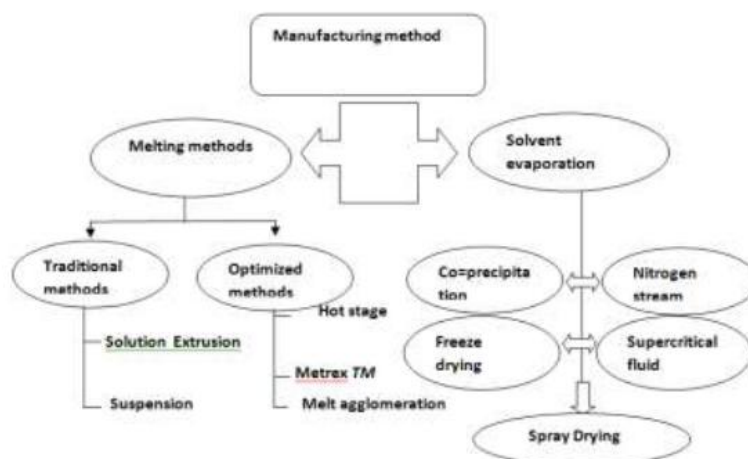 Manufacturing method
Melting methods
Solvent
evaporation
Traditional
methods
Optimized
methods
Co=precipita
tion
Nitrogen
stream
Hot stage
Solution Extrusion
Freeze
drying
Supercritical
fluid
Metrex TM
Suspension
Melt agglomeration
Spray Drying